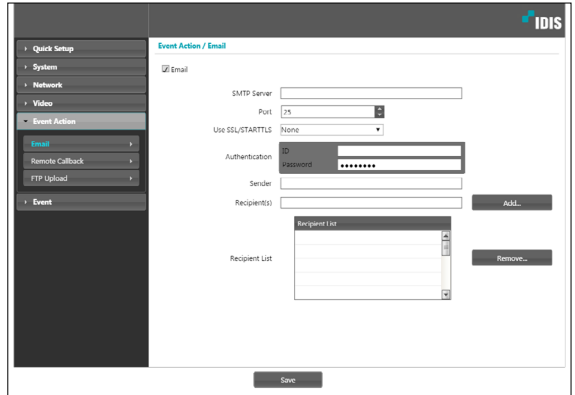 IDIS
Quick Setup
System
Network
Video
Event Action
Email
Remote Callback
FTP Upload
Event
Event Action / Email
Email
SMTP Server
Port 25
Use SSL/STARTTLS None
Authentication
ID
Password ••••••••
Sender
Recipient(s) Add...
Recipient List
Recipient List Remove...
Save